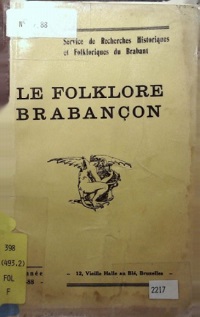 N° . 88
Service de Recherches Historiques
et Folkloriques du Brabant
LE FOLKLORE
BRABANÇON
398
(493.2)
FOL
F
- 12, Vieille Halle au Blé, Bruxelles -
2217